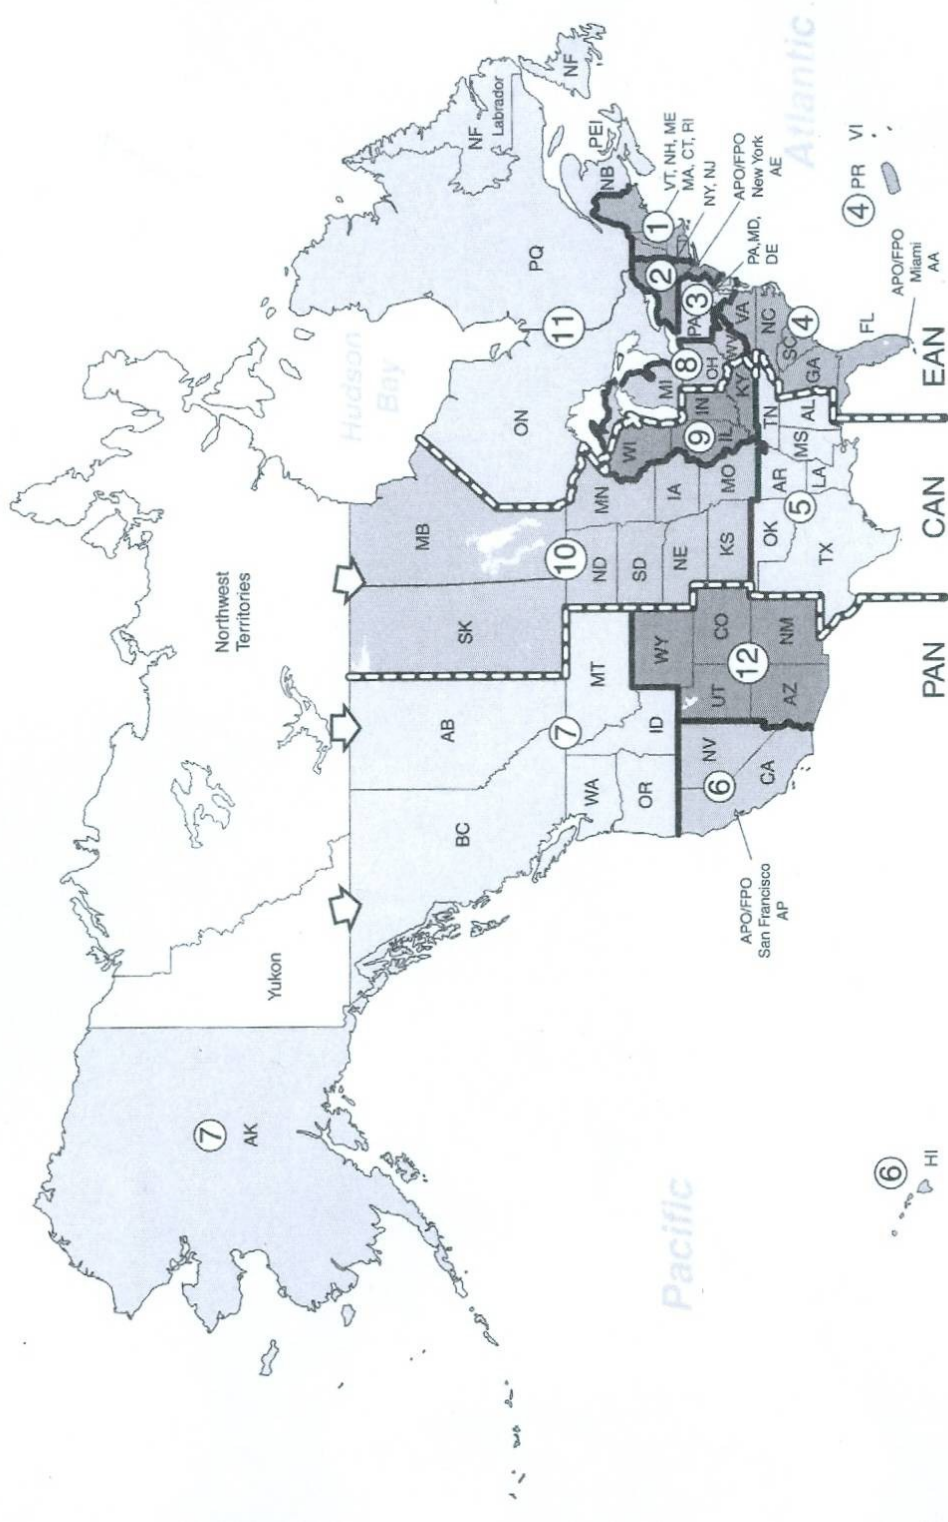 Yukon
Northwest
Territories
7
AK
BC
AB
SK
MB
ON
PQ
11
Hudson
Bay
NF
NF
Labrador
PEI
NB
7
10
WA
MT
ND
MN
OR
ID
WY
SD
IA
WI
MI
NE
6
NV
UT
CO
12
KS
MO
9
IL
IN
8
OH
WV
KY
PA
3
2
1
VT, NH, ME
MA, CT, RI
NY, NJ
APO/FPO
New York
AE
PA,MD,
DE
VA
CA
AZ
NM
OK
AR
TN
NC
TX
5
LA
MS
AL
GA
SC
4
FL
APO/FPO
San Francisco
AP
APO/FPO
Miami
AA
4
PR
VI
6
HI
Pacific
Atlantic
PAN
CAN
EAN